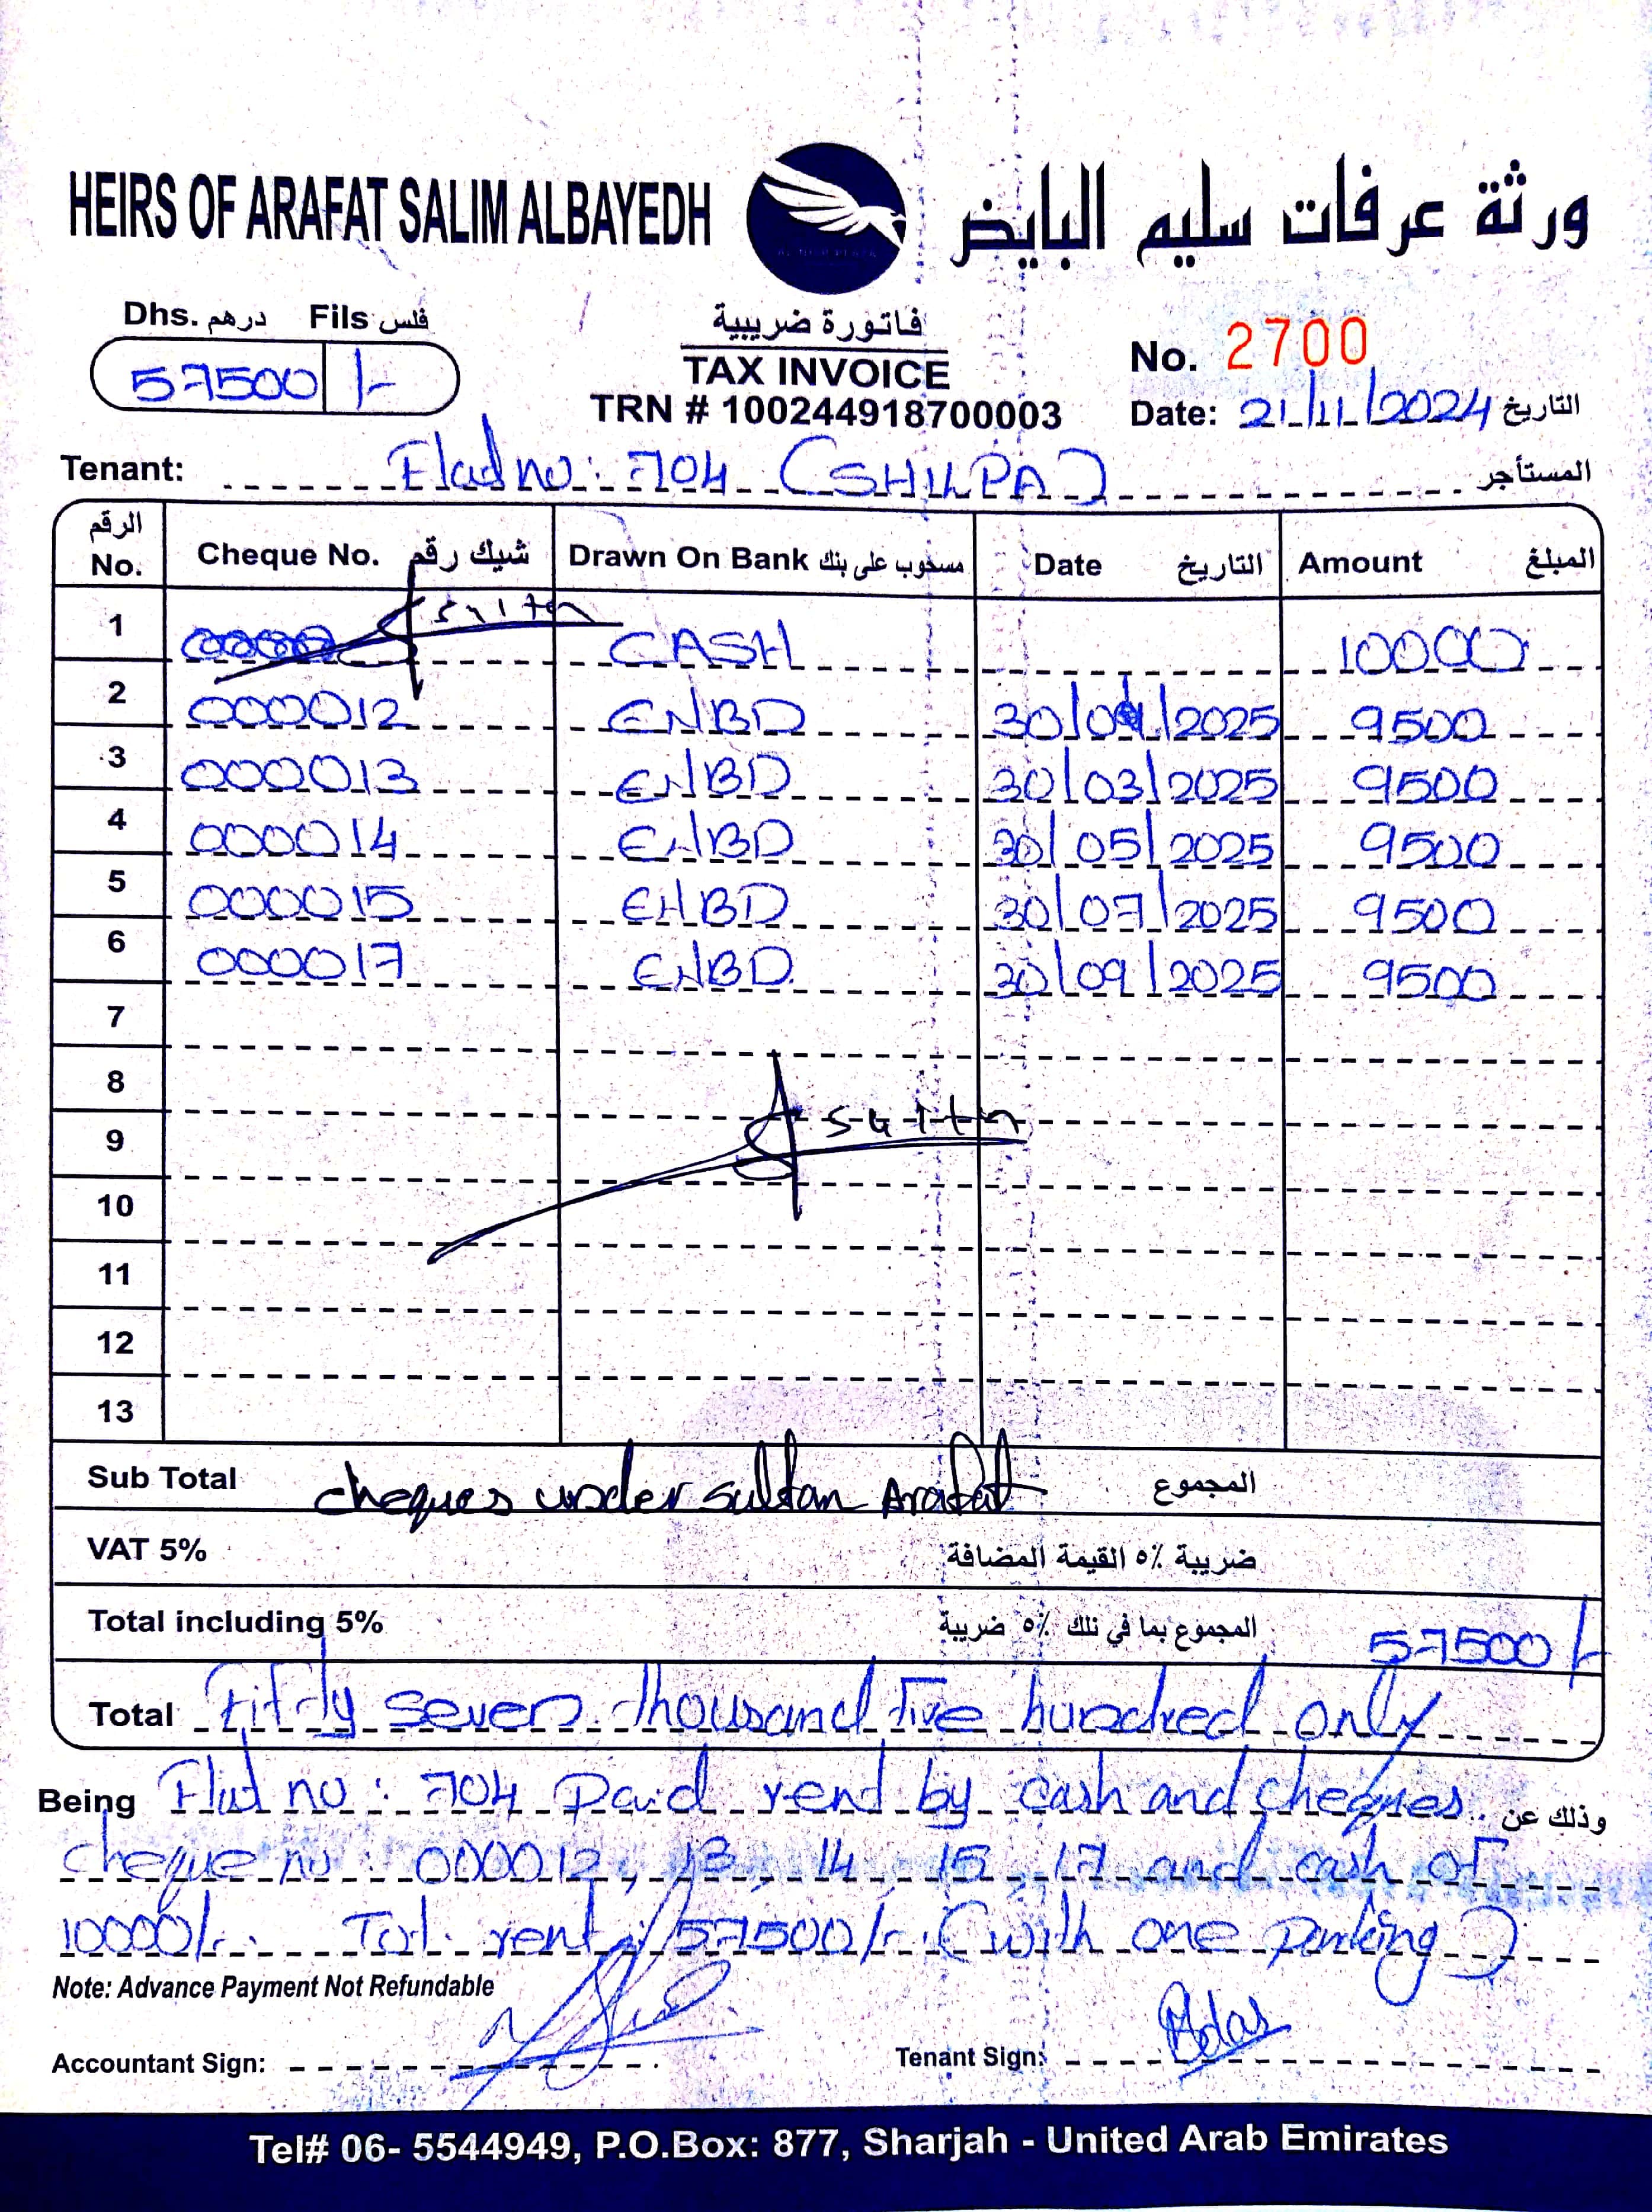 HEIRS OF ARAFAT SALIM ALBAYEDH
ورثة عرفات سليم البايض
Dhs. درهم Fils فلس
57500 /-
فاتورة ضريبية
TAX INVOICE
TRN # 100244918700003
No. 2700
Date: 21/11/2024 التاريخ
Tenant: Flad no: 704 (SHILPA) المستأجر
الرقم No. Cheque No. شيك رقم Drawn On Bank مسحوب على بنك Date التاريخ Amount المبلغ
1 CASH 10000
2 000012 ENBD 2025 9500
3 000013 ENBD 30/03/2025 9500
4 000014 ENBD 30/05/2025 9500
5 000015 ENBD 30/07/2025 9500
6 000017 ENBD 30/09/2025 9500
7
8
9
10
11
12
13
Sub Total cheques under sultan Arafat المجموع
VAT 5% ضريبة ٥% القيمة المضافة
Total including 5% المجموع بما في تلك ٥% ضريبة 57500/-
Total Fifdy seven thousand five hundred only
Being Flad no: 704 Paid rend by cash and cheques وذلك عن
cheque no: 000012, 13, 14, 15, 17 and cash of
10000/-. Tot. rent: 57500/- (with one parking)
Note: Advance Payment Not Refundable
Accountant Sign:
Tenant Sign:
Tel# 06- 5544949, P.O.Box: 877, Sharjah - United Arab Emirates